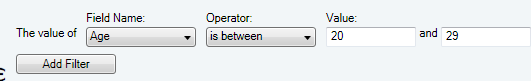 Field Name: Operator: Value:
The value of Age is between 20 and 29
Add Filter